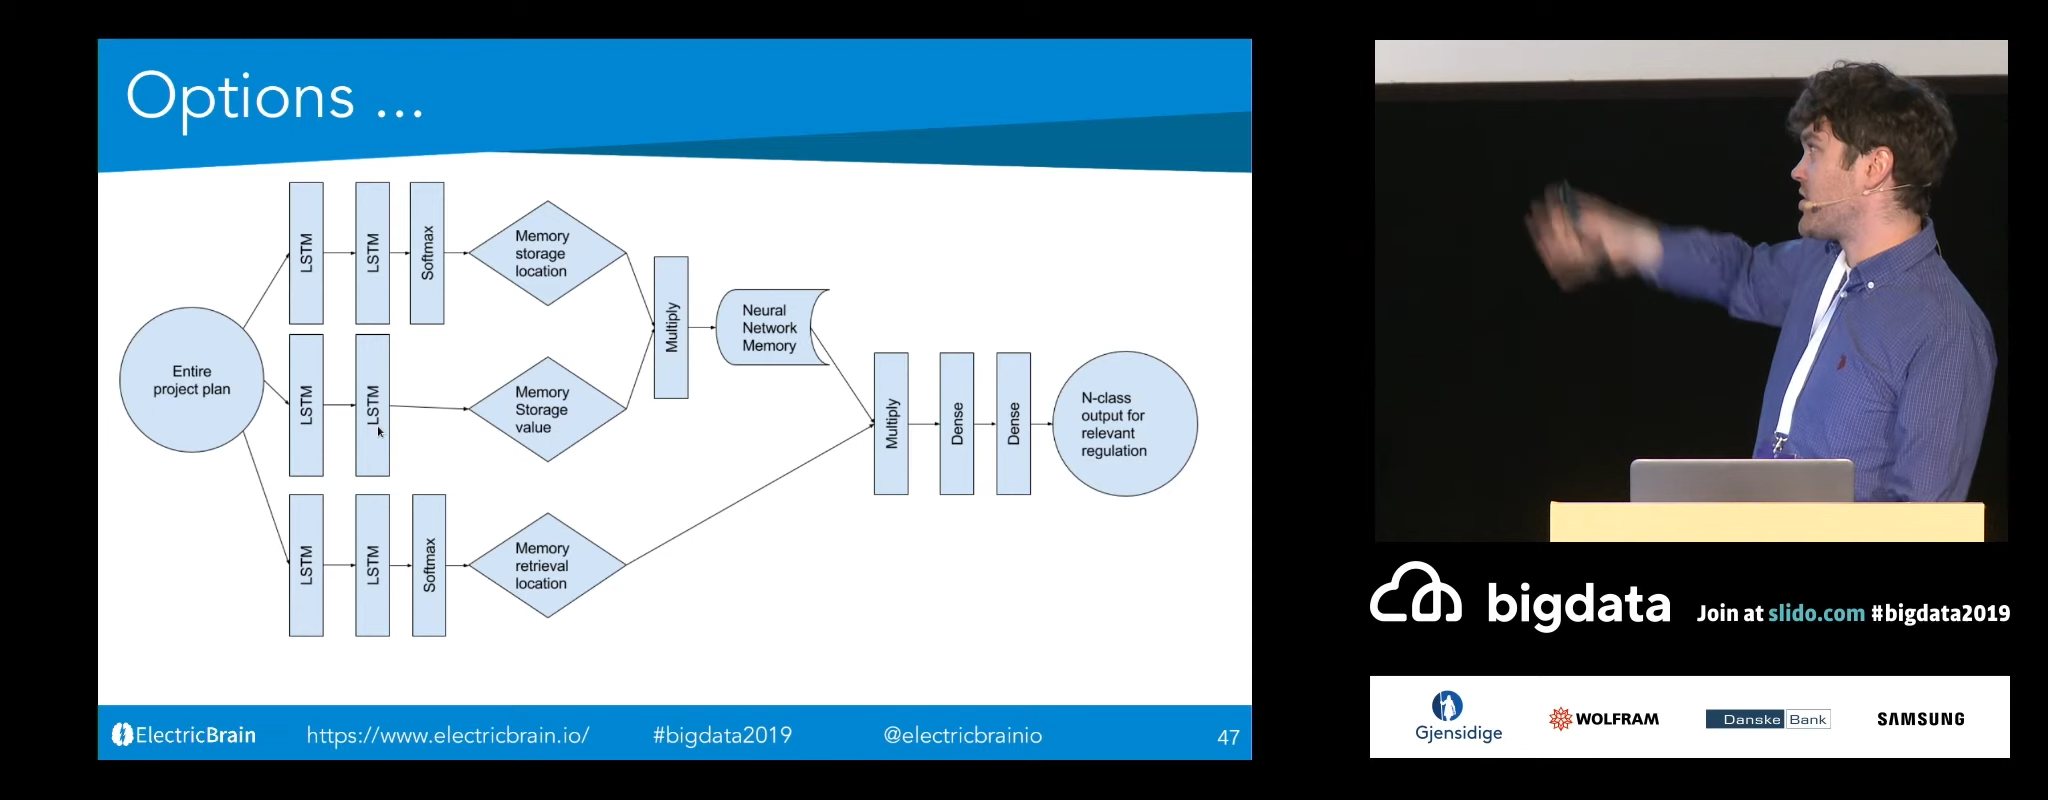 Options ...
LSTM
LSTM
Softmax
Memory
storage
location
Multiply
Neural
Network
Memory
Entire
project plan
LSTM
LSTM
Memory
Storage
value
Multiply
Dense
Dense
N-class
output for
relevant
regulation
LSTM
LSTM
Softmax
Memory
retrieval
location
ElectricBrain
https://www.electricbrain.io/
#bigdata2019
@electricbrainio
47
bigdata
Join at slido.com #bigdata2019
Gjensidige
WOLFRAM
Danske Bank
SAMSUNG